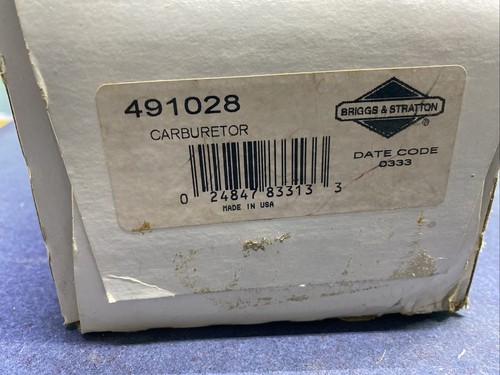 491028
CARBURETOR
BRIGGS & STRATTON
®
DATE CODE
0333
0 24847 83313 3
MADE IN USA